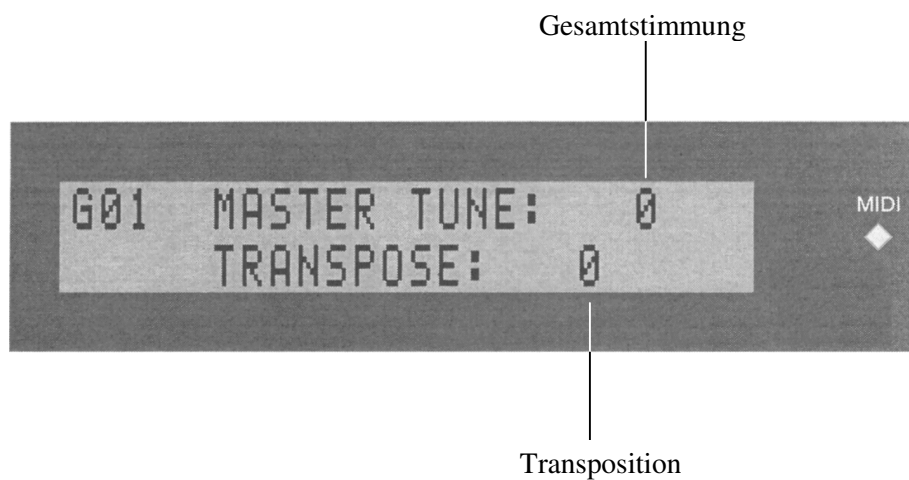 Gesamtstimmung
G01 MASTER TUNE: 0
MIDI
TRANSPOSE: 0
Transposition